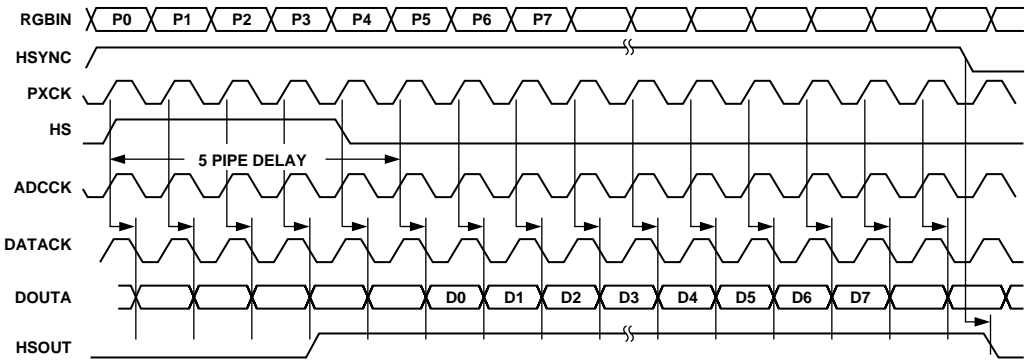 RGBIN P0 P1 P2 P3 P4 P5 P6 P7
HSYNC
PXCK
HS
5 PIPE DELAY
ADCCK
DATACK
DOUTA D0 D1 D2 D3 D4 D5 D6 D7
HSOUT